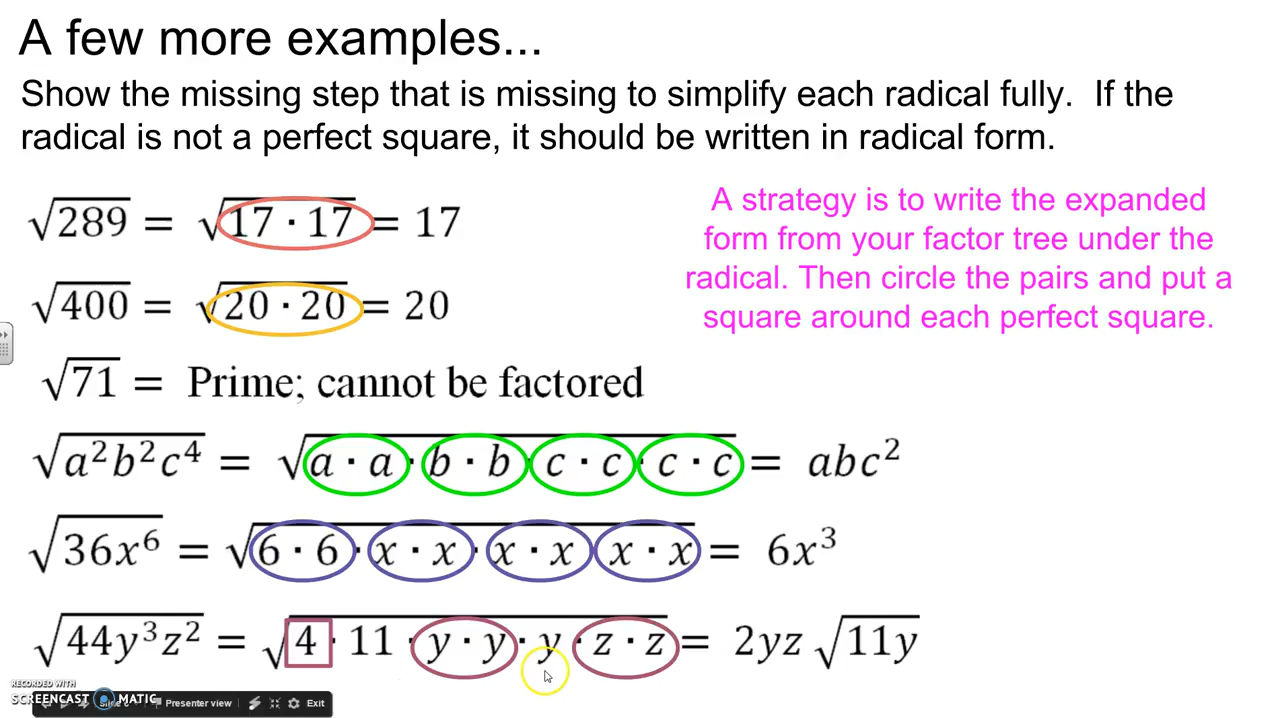 A few more examples...
Show the missing step that is missing to simplify each radical fully.  If the
radical is not a perfect square, it should be written in radical form.
A strategy is to write the expanded
form from your factor tree under the
radical. Then circle the pairs and put a
square around each perfect square.
√289 = √17 · 17 = 17
√400 = √20 · 20 = 20
√71 = Prime; cannot be factored
√a²b²c⁴ = √a · a · b · b · c · c · c · c = abc²
√36x⁶ = √6 · 6 · x · x · x · x x · x = 6x³
√44y³z² = √4 · 11 · y · y · y · z · z = 2yz √11y
RECORDED WITH
SCREENCAST MATIC
Presenter view Exit